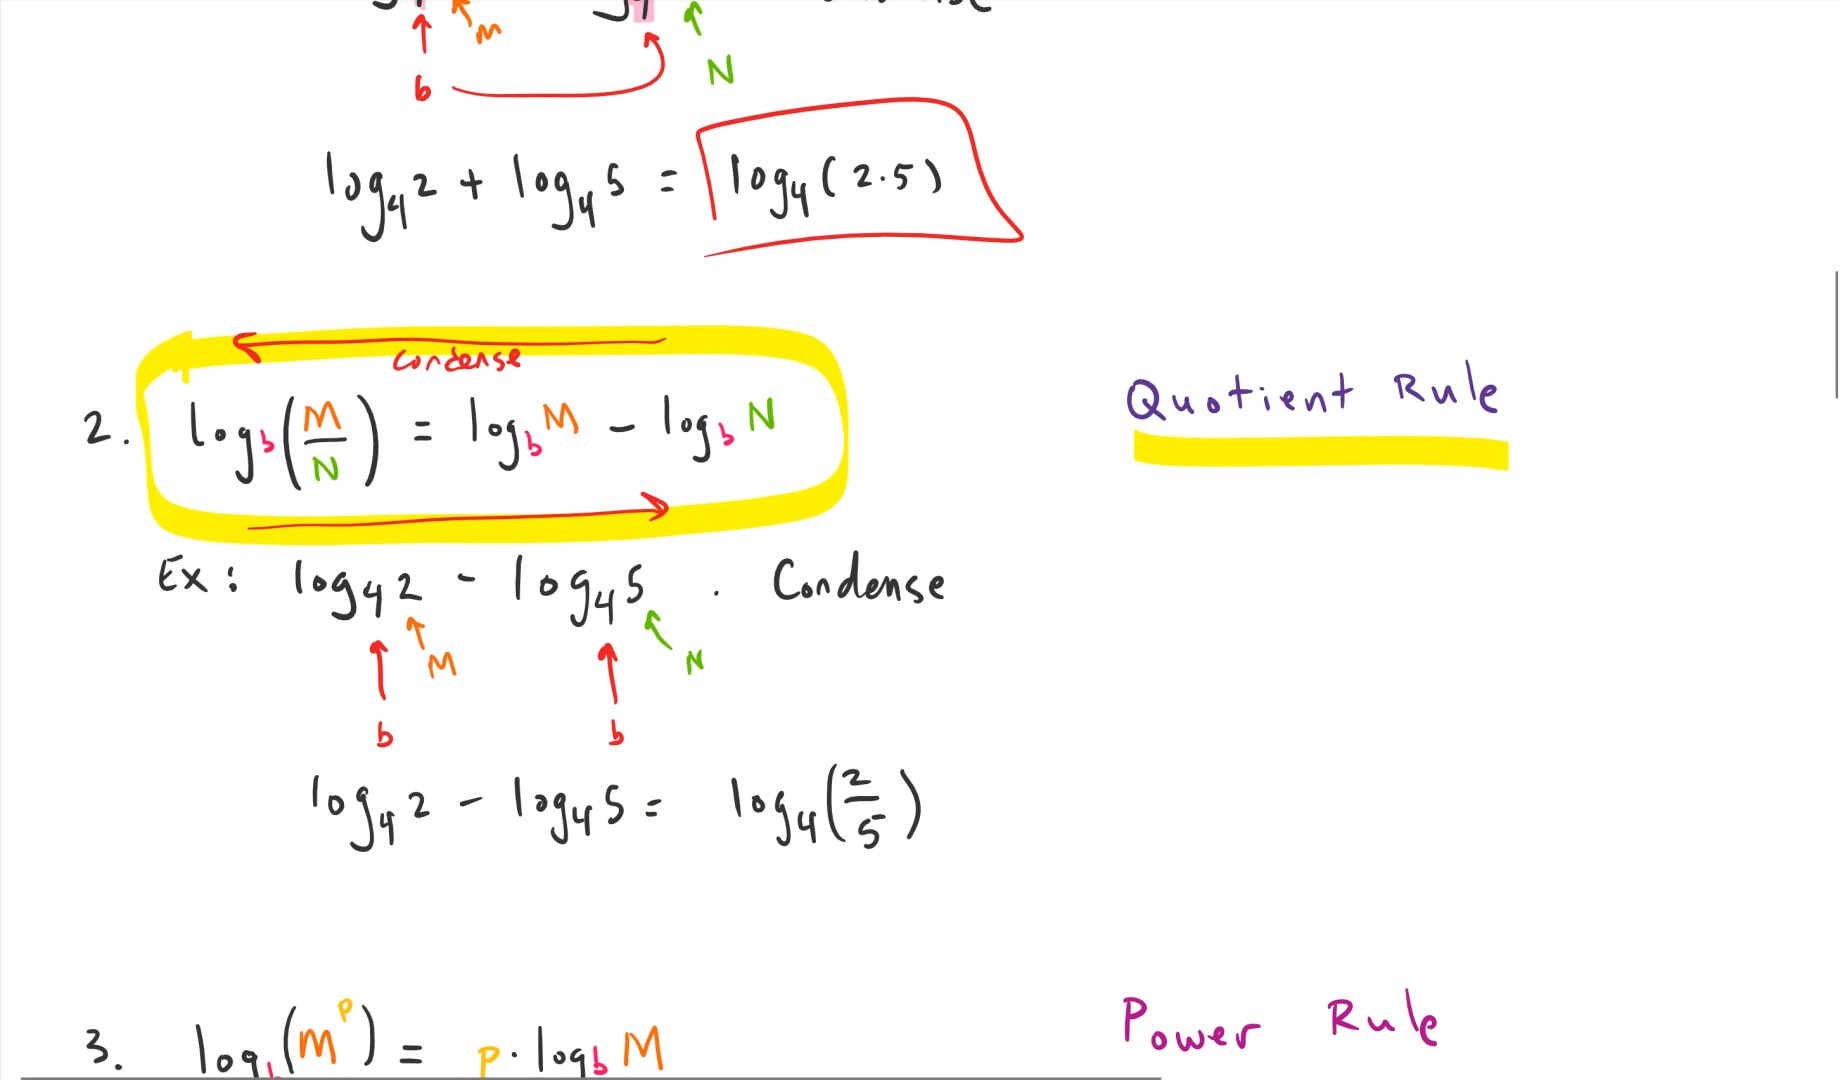 M
b N
log₄2 + log₄5 = log₄(2·5)
Condense
2. log_b(M/N) = log_b M − log_b N Quotient Rule
Ex: log₄2 - log₄5 . Condense
M N
b b
log₄2 − log₄5 = log₄(2/5)
3. log_b(M^p) = p·log_b M Power Rule